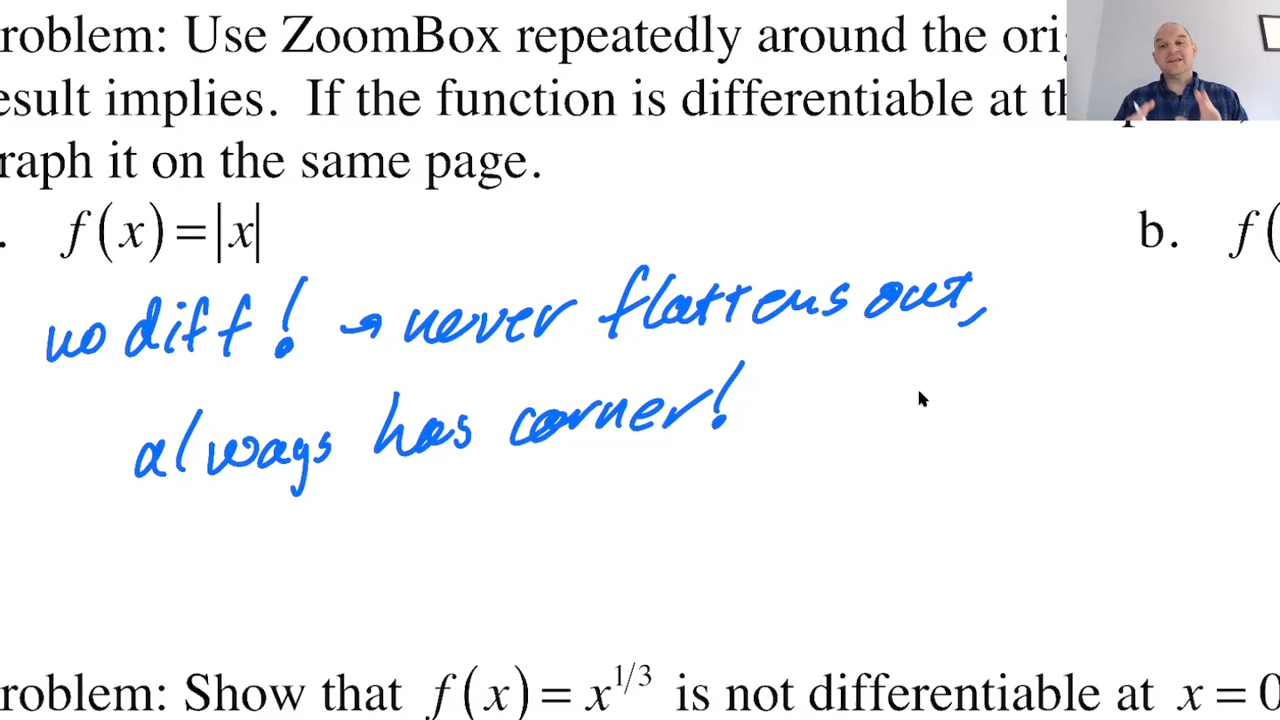 roblem: Use ZoomBox repeatedly around the ori
esult implies. If the function is differentiable at th
raph it on the same page.
. f(x)=|x|
b. f(
no diff! → never flattens out,
always has corner!
roblem: Show that f(x)=x^{1/3} is not differentiable at x=0